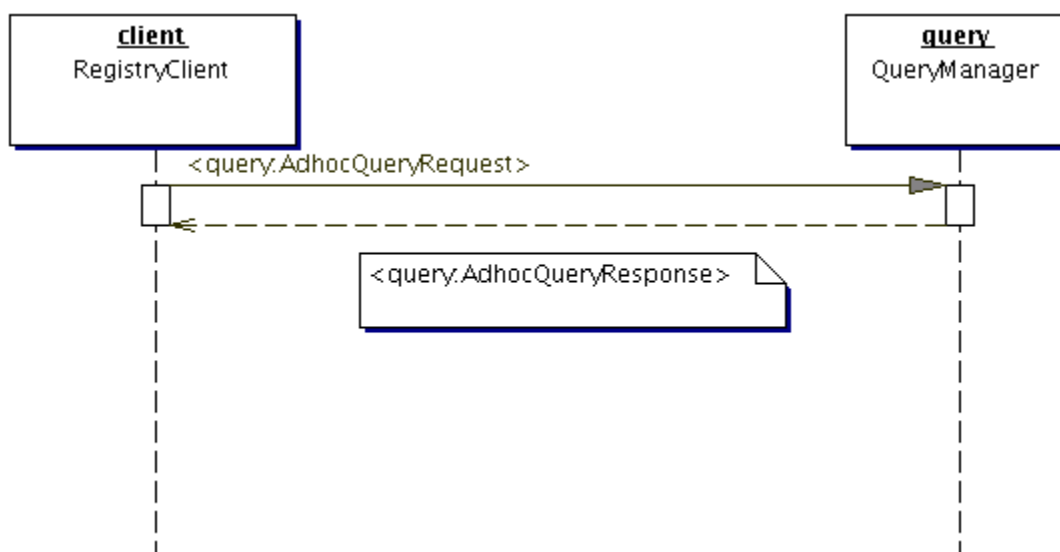 client
RegistryClient
query
QueryManager
<query:AdhocQueryRequest>
<query:AdhocQueryResponse>